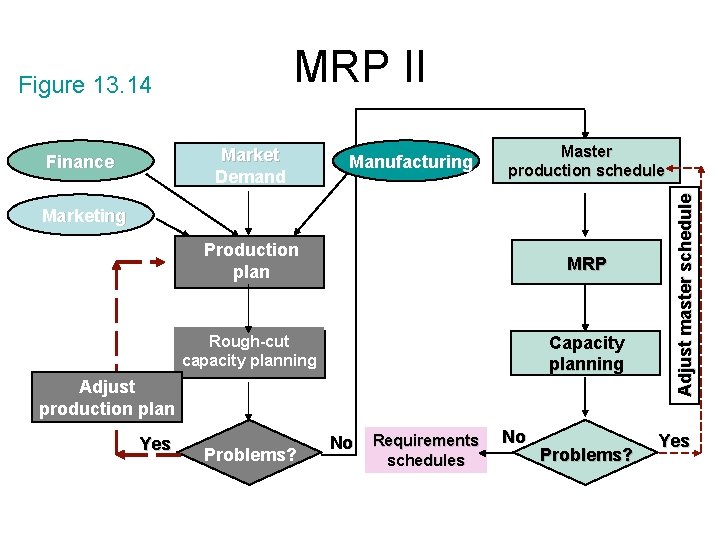 MRP II
Figure 13.14
Finance
Market
Demand
Manufacturing
Master
production schedule
Marketing
Production
plan
MRP
Adjust master schedule
Rough-cut
capacity planning
Capacity
planning
Adjust
production plan
Yes
Problems?
No
Requirements
schedules
No
Problems?
Yes